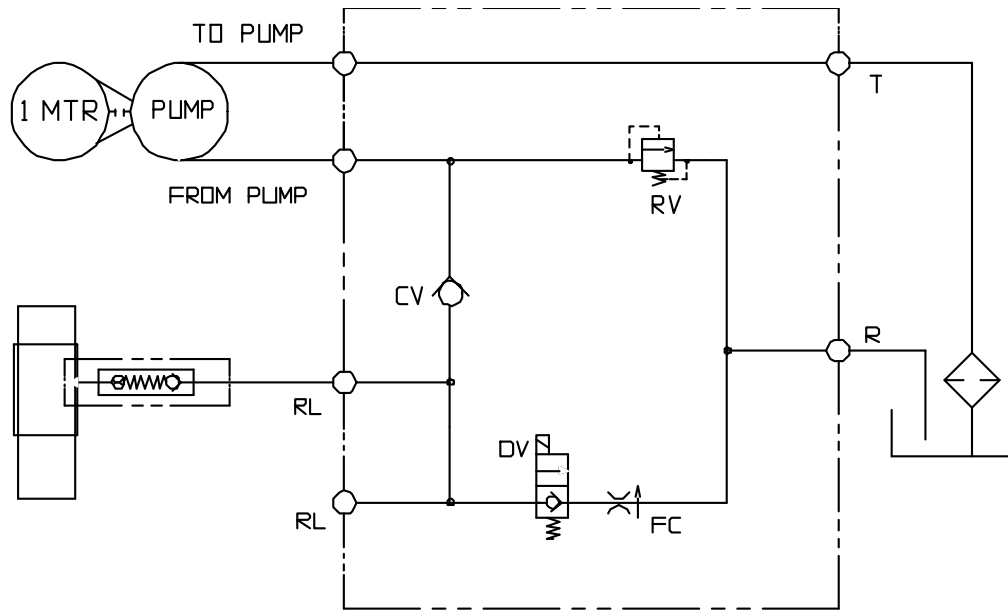 TO PUMP
T
1 MTR
PUMP
RV
FROM PUMP
CV
R
RL
DV
RL
FC